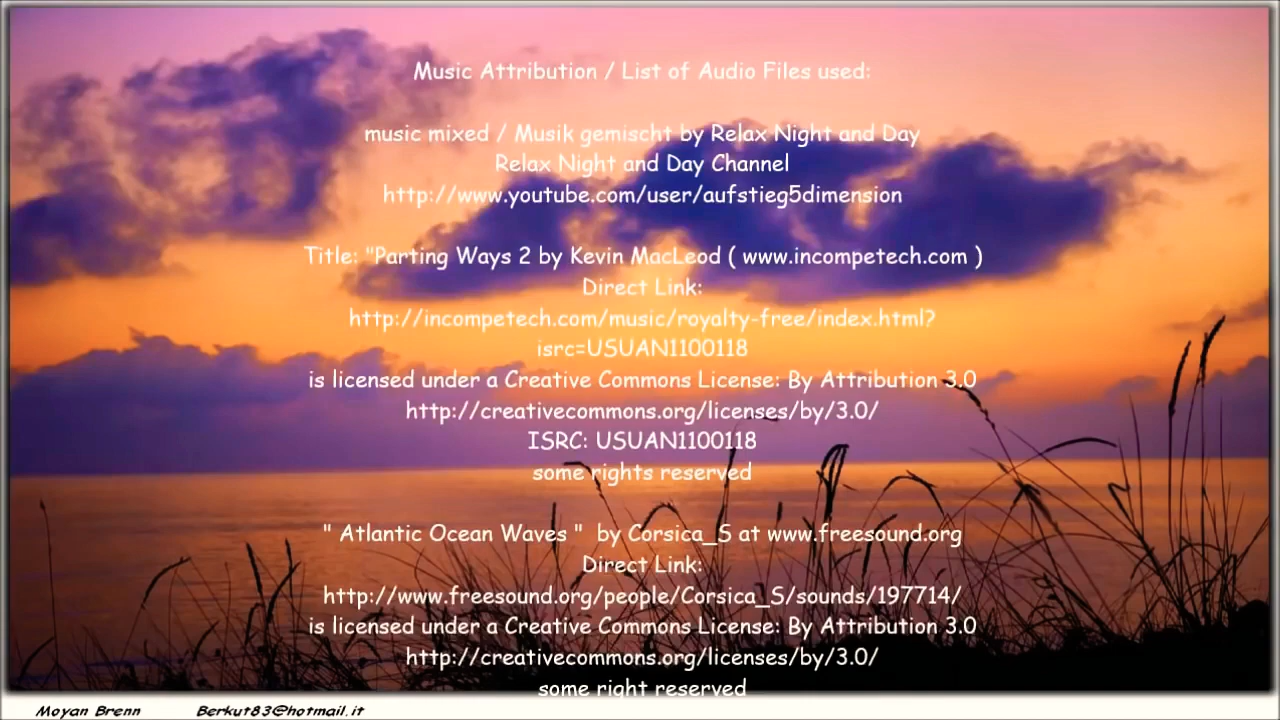 Music Attribution / List of Audio Files used:
music mixed / Musik gemischt by Relax Night and Day
Relax Night and Day Channel
http://www.youtube.com/user/aufstieg5dimension
Title: "Parting Ways 2 by Kevin MacLeod ( www.incompetech.com )
Direct Link:
http://incompetech.com/music/royalty-free/index.html?
isrc=USUAN1100118
is licensed under a Creative Commons License: By Attribution 3.0
http://creativecommons.org/licenses/by/3.0/
ISRC: USUAN1100118
some rights reserved
" Atlantic Ocean Waves "  by Corsica_S at www.freesound.org
Direct Link:
http://www.freesound.org/people/Corsica_S/sounds/197714/
is licensed under a Creative Commons License: By Attribution 3.0
http://creativecommons.org/licenses/by/3.0/
some right reserved
Moyan Brenn Berkut83@hotmail.it